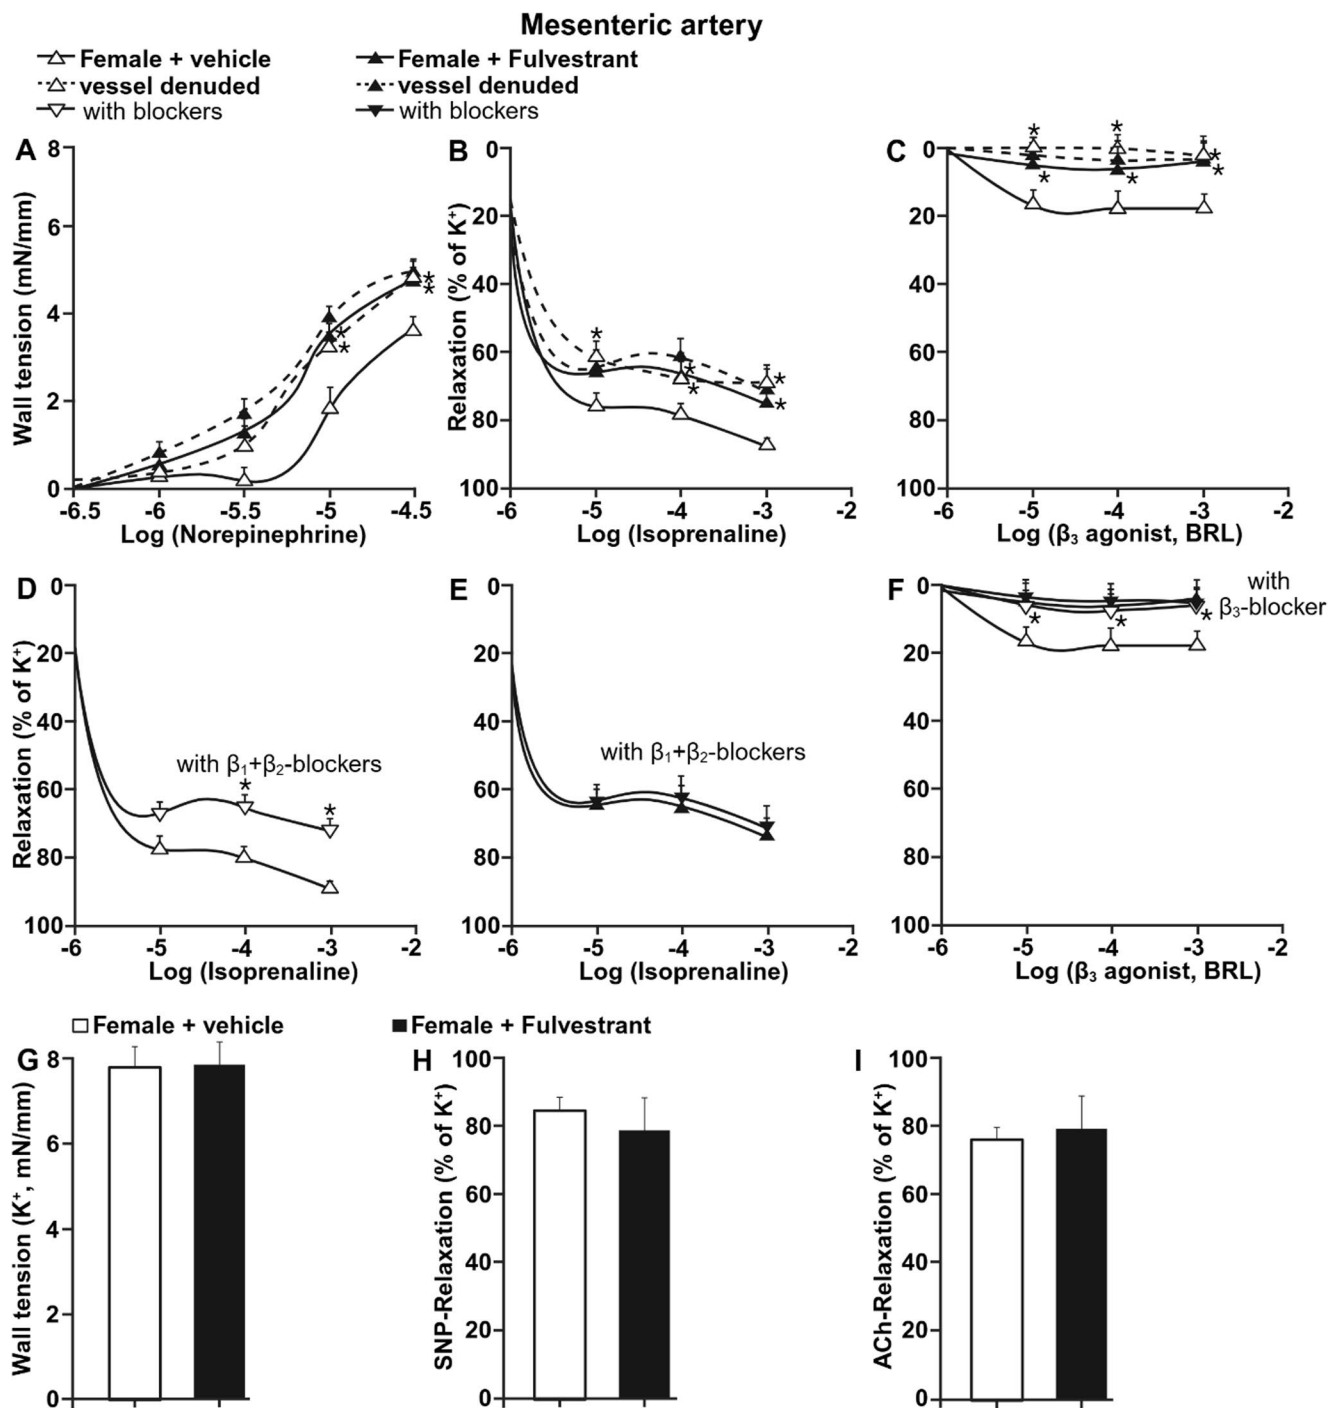 Mesenteric artery
Female + vehicle
Female + Fulvestrant
vessel denuded
vessel denuded
with blockers
with blockers
A
8
6
4
2
0
Wall tension (mN/mm)
* * * *
-6.5 -6 -5.5 -5 -4.5
Log (Norepinephrine)
B
0
20
40
60
80
100
Relaxation (% of K⁺)
* * * * *
-6 -5 -4 -3 -2
Log (Isoprenaline)
C
0
20
40
60
80
100
* * * * * *
-6 -5 -4 -3 -2
Log (β₃ agonist, BRL)
D
0
20
40
60
80
100
Relaxation (% of K⁺)
with β₁+β₂-blockers
* *
-6 -5 -4 -3 -2
Log (Isoprenaline)
E
0
20
40
60
80
100
with β₁+β₂-blockers
-6 -5 -4 -3 -2
Log (Isoprenaline)
F
0
20
40
60
80
100
with
β₃-blocker
* * *
-6 -5 -4 -3 -2
Log (β₃ agonist, BRL)
Female + vehicle
Female + Fulvestrant
G
8
6
4
2
0
Wall tension (K⁺, mN/mm)
H
100
80
60
40
20
0
SNP-Relaxation (% of K⁺)
I
100
80
60
40
20
0
ACh-Relaxation (% of K⁺)